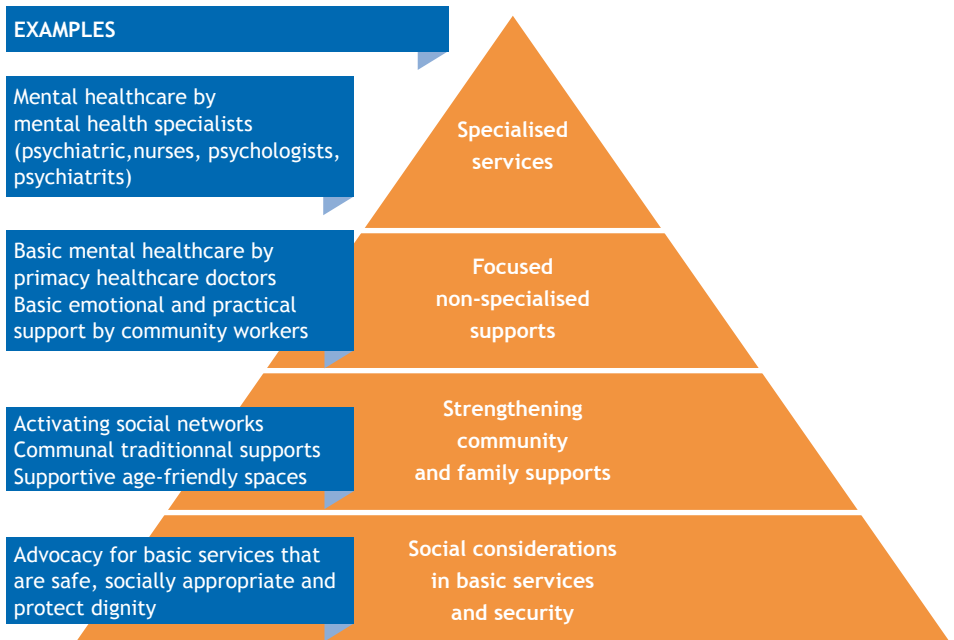 EXAMPLES
Mental healthcare by
mental health specialists
(psychiatric,nurses, psychologists,
psychiatrits)
Specialised
services
Basic mental healthcare by
primacy healthcare doctors
Basic emotional and practical
support by community workers
Focused
non-specialised
supports
Activating social networks
Communal traditionnal supports
Supportive age-friendly spaces
Strengthening
community
and family supports
Advocacy for basic services that
are safe, socially appropriate and
protect dignity
Social considerations
in basic services
and security